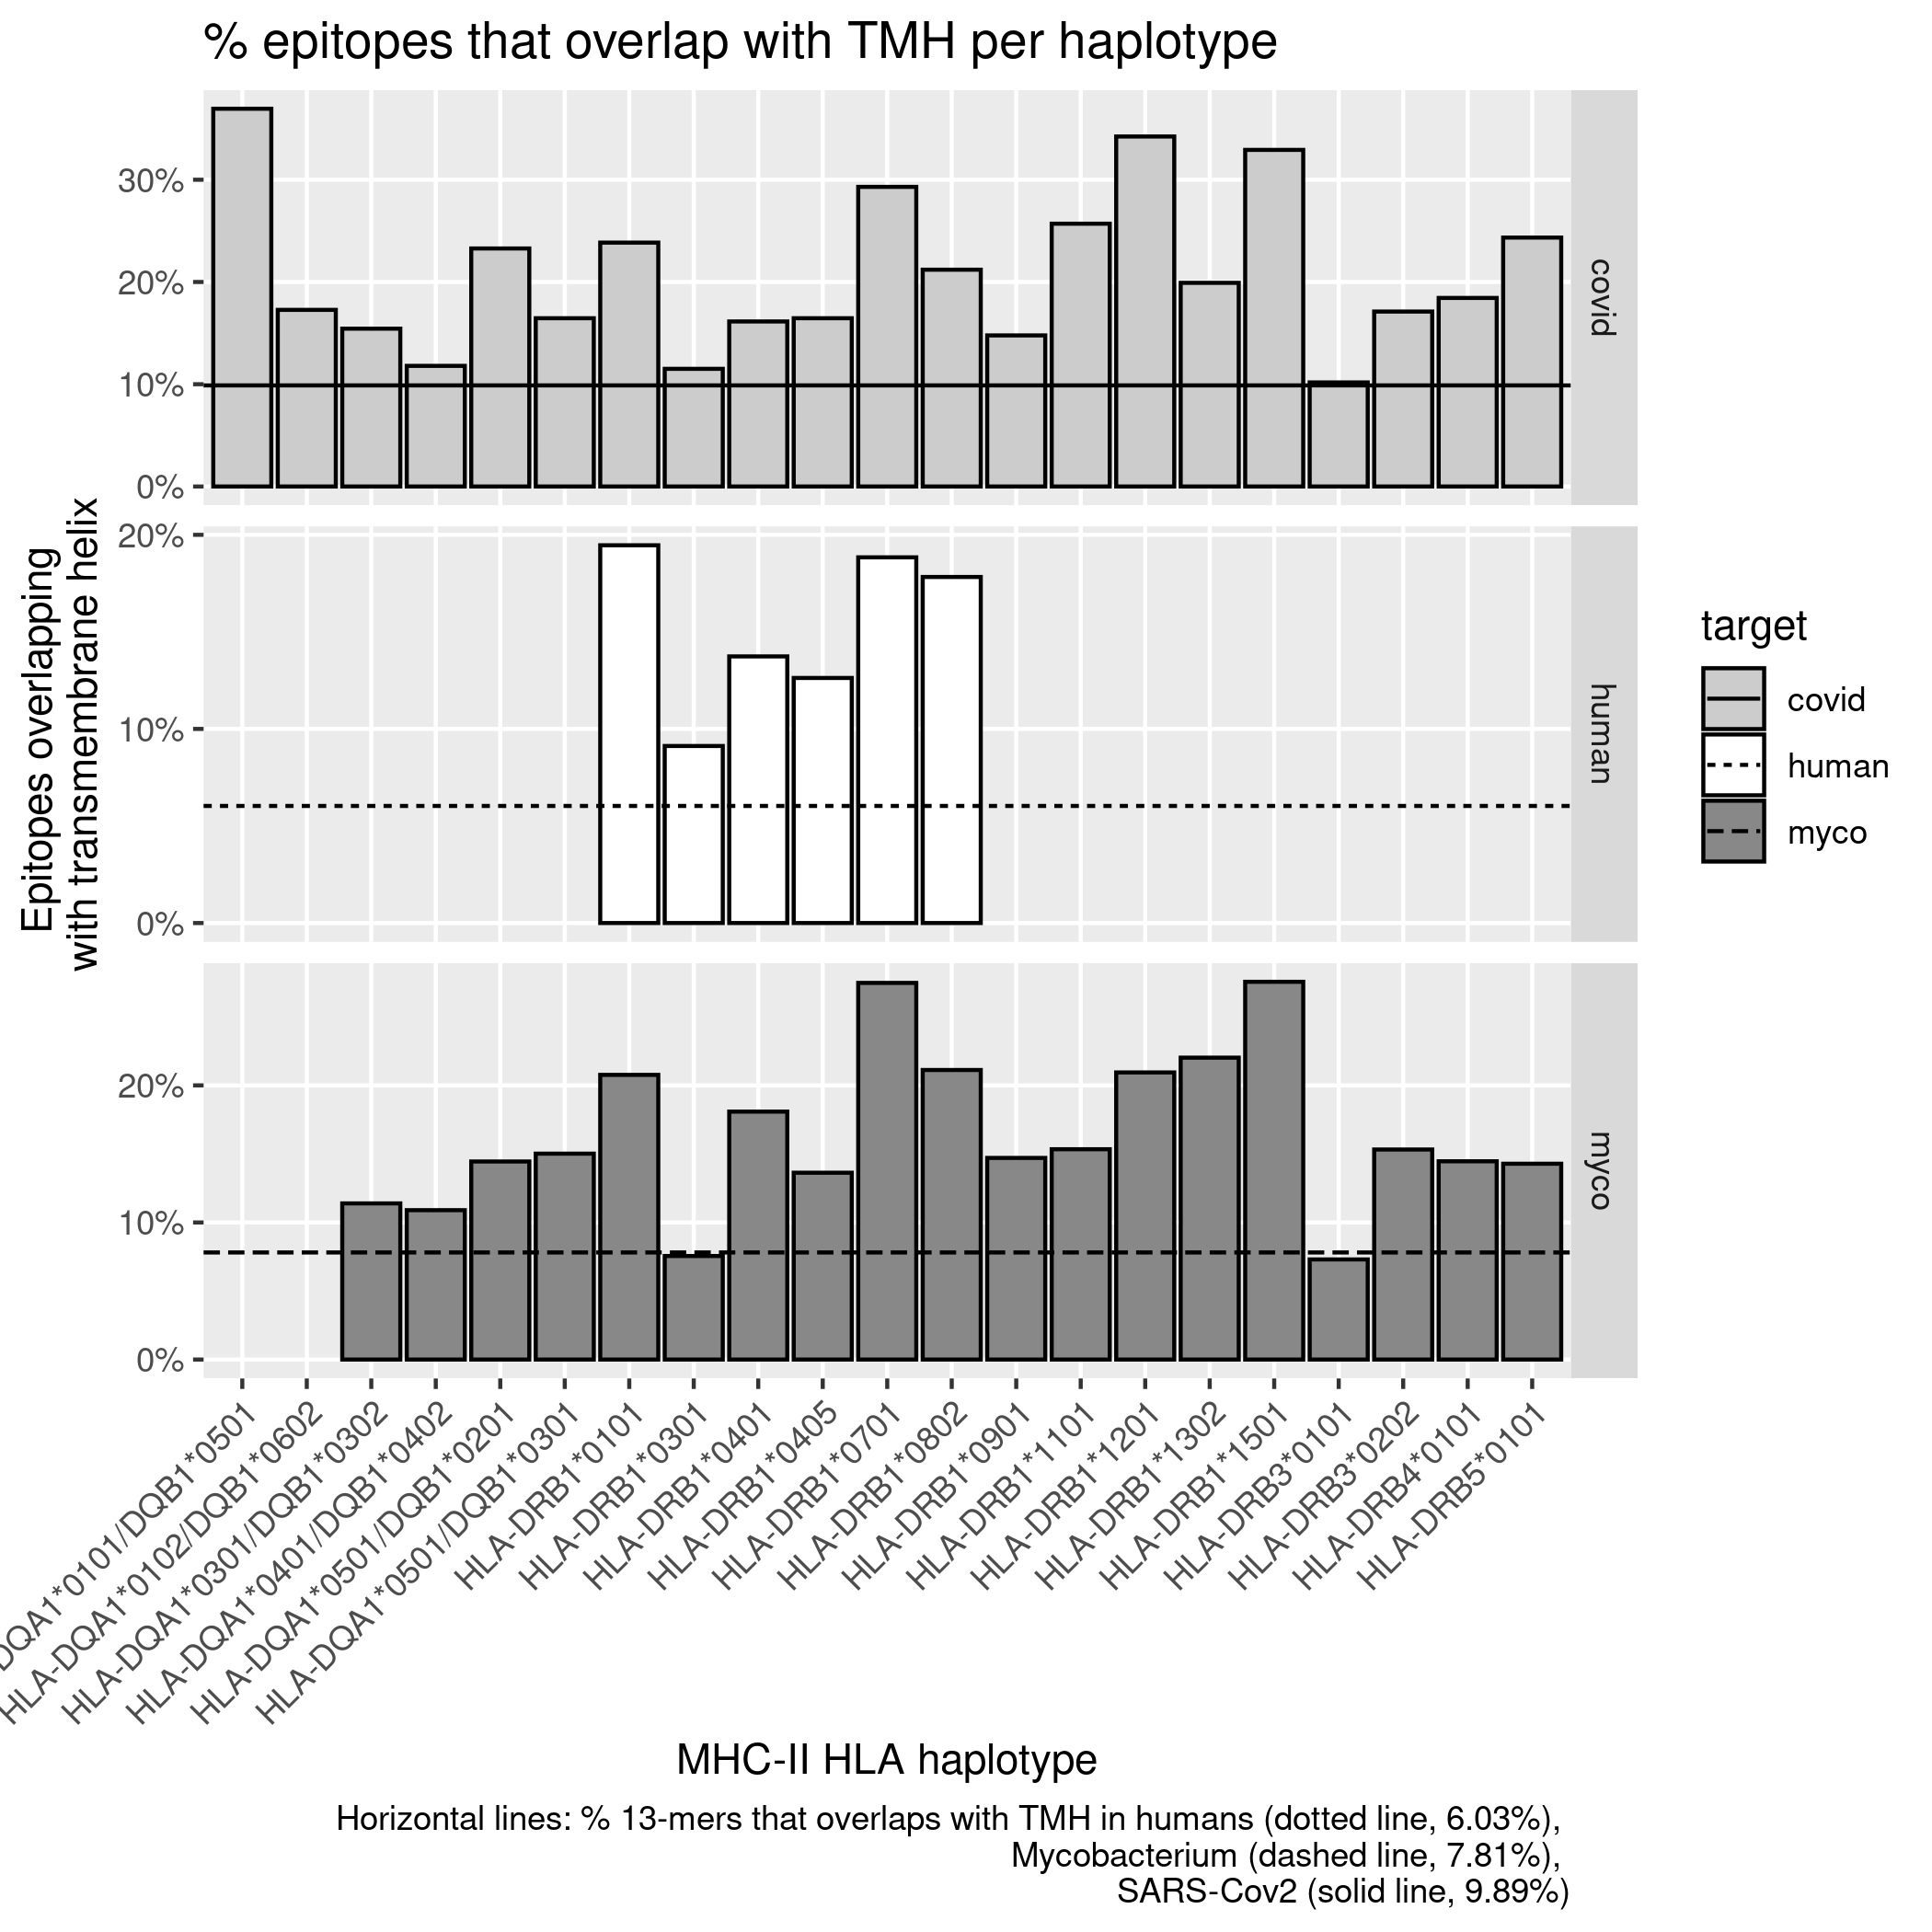 % epitopes that overlap with TMH per haplotype
Epitopes overlapping
with transmembrane helix
30%
20%
10%
0%
covid
20%
10%
0%
human
20%
10%
0%
myco
DQA1*0101/DQB1*0501
HLA-DQA1*0102/DQB1*0602
HLA-DQA1*0301/DQB1*0302
HLA-DQA1*0401/DQB1*0402
HLA-DQA1*0501/DQB1*0201
HLA-DQA1*0501/DQB1*0301
HLA-DRB1*0101
HLA-DRB1*0301
HLA-DRB1*0401
HLA-DRB1*0405
HLA-DRB1*0701
HLA-DRB1*0802
HLA-DRB1*0901
HLA-DRB1*1101
HLA-DRB1*1201
HLA-DRB1*1302
HLA-DRB1*1501
HLA-DRB3*0101
HLA-DRB3*0202
HLA-DRB4*0101
HLA-DRB5*0101
MHC-II HLA haplotype
target
covid
human
myco
Horizontal lines: % 13-mers that overlaps with TMH in humans (dotted line, 6.03%),
Mycobacterium (dashed line, 7.81%),
SARS-Cov2 (solid line, 9.89%)